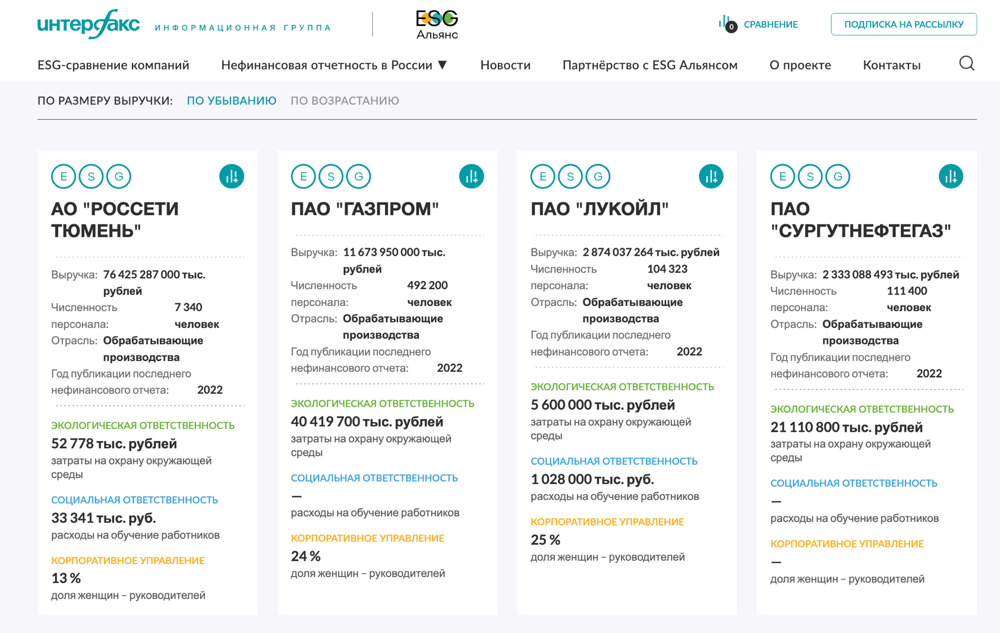 интерфакс ИНФОРМАЦИОННАЯ ГРУППА
ESG
Альянс
0 СРАВНЕНИЕ
ПОДПИСКА НА РАССЫЛКУ
ESG-сравнение компаний Нефинансовая отчетность в России ▼ Новости Партнёрство с ESG Альянсом О проекте Контакты
ПО РАЗМЕРУ ВЫРУЧКИ: ПО УБЫВАНИЮ ПО ВОЗРАСТАНИЮ
E S G
АО "РОССЕТИ
ТЮМЕНЬ"
Выручка: 76 425 287 000 тыс.
рублей
Численность 7 340
персонала: человек
Отрасль: Обрабатывающие
производства
Год публикации последнего
нефинансового отчета: 2022
ЭКОЛОГИЧЕСКАЯ ОТВЕТСТВЕННОСТЬ
52 778 тыс. рублей
затраты на охрану окружающей
среды
СОЦИАЛЬНАЯ ОТВЕТСТВЕННОСТЬ
33 341 тыс. руб.
расходы на обучение работников
КОРПОРАТИВНОЕ УПРАВЛЕНИЕ
13 %
доля женщин – руководителей
E S G
ПАО "ГАЗПРОМ"
Выручка: 11 673 950 000 тыс.
рублей
Численность 492 200
персонала: человек
Отрасль: Обрабатывающие
производства
Год публикации последнего
нефинансового отчета: 2022
ЭКОЛОГИЧЕСКАЯ ОТВЕТСТВЕННОСТЬ
40 419 700 тыс. рублей
затраты на охрану окружающей
среды
СОЦИАЛЬНАЯ ОТВЕТСТВЕННОСТЬ
—
расходы на обучение работников
КОРПОРАТИВНОЕ УПРАВЛЕНИЕ
24 %
доля женщин – руководителей
E S G
ПАО "ЛУКОЙЛ"
Выручка: 2 874 037 264 тыс. рублей
Численность 104 323
персонала: человек
Отрасль: Обрабатывающие
производства
Год публикации последнего
нефинансового отчета: 2022
ЭКОЛОГИЧЕСКАЯ ОТВЕТСТВЕННОСТЬ
5 600 000 тыс. рублей
затраты на охрану окружающей
среды
СОЦИАЛЬНАЯ ОТВЕТСТВЕННОСТЬ
1 028 000 тыс. руб.
расходы на обучение работников
КОРПОРАТИВНОЕ УПРАВЛЕНИЕ
25 %
доля женщин – руководителей
E S G
ПАО
"СУРГУТНЕФТЕГАЗ"
Выручка: 2 333 088 493 тыс. рублей
Численность 111 400
персонала: человек
Отрасль: Обрабатывающие
производства
Год публикации последнего
нефинансового отчета: 2022
ЭКОЛОГИЧЕСКАЯ ОТВЕТСТВЕННОСТЬ
21 110 800 тыс. рублей
затраты на охрану окружающей
среды
СОЦИАЛЬНАЯ ОТВЕТСТВЕННОСТЬ
—
расходы на обучение работников
КОРПОРАТИВНОЕ УПРАВЛЕНИЕ
—
доля женщин – руководителей